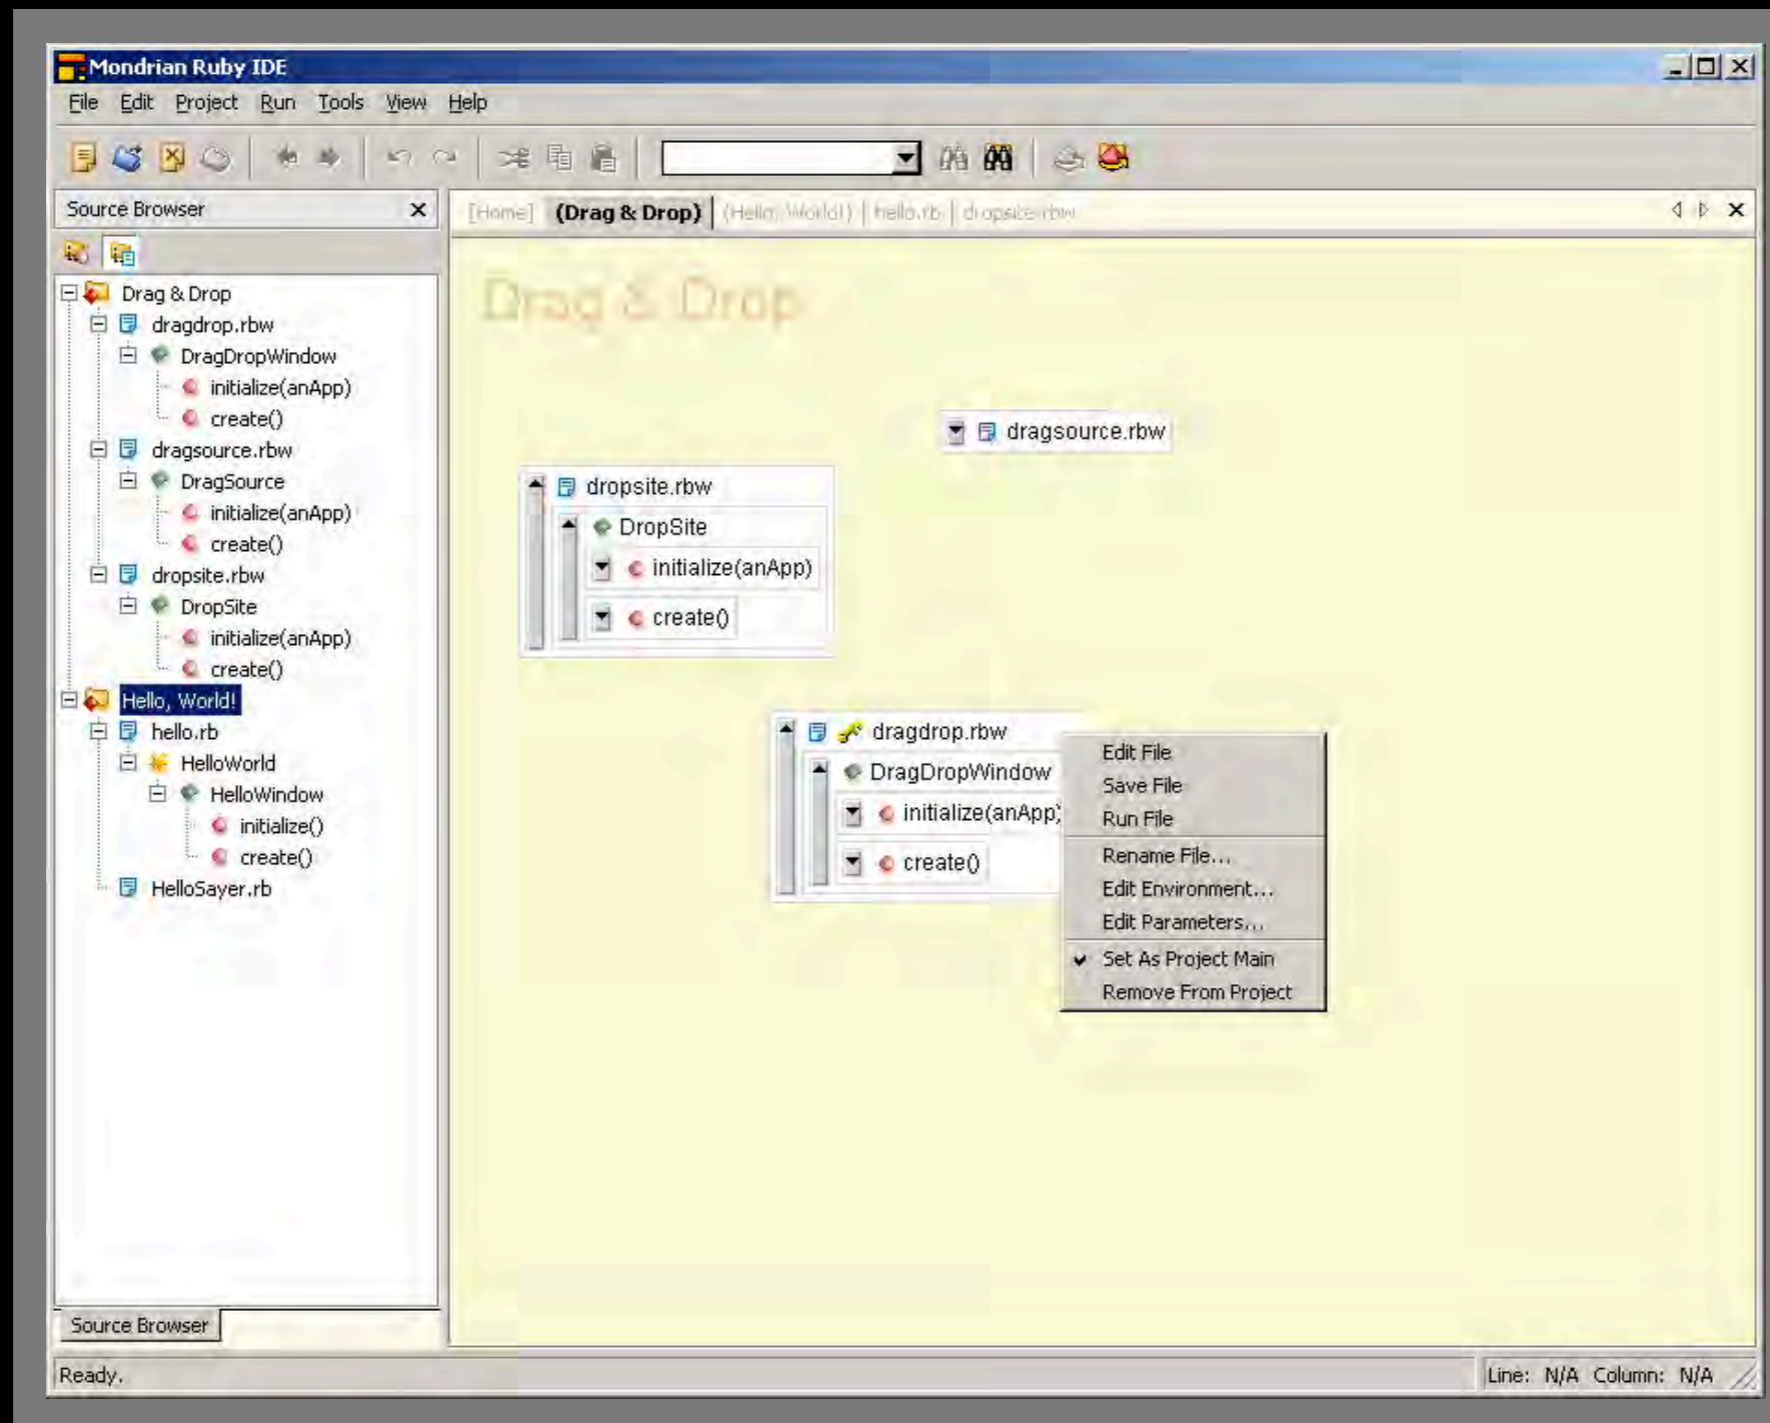 Mondrian Ruby IDE
File Edit Project Run Tools View Help
Source Browser
[Home] (Drag & Drop) (Hello, World!) hello.rb dropsite.rbw
Drag & Drop
dragdrop.rbw
DragDropWindow
initialize(anApp)
create()
dragsource.rbw
DragSource
initialize(anApp)
create()
dropsite.rbw
DropSite
initialize(anApp)
create()
Hello, World!
hello.rb
HelloWorld
HelloWindow
initialize()
create()
HelloSayer.rb
Source Browser
Drag & Drop
dragsource.rbw
dropsite.rbw
DropSite
initialize(anApp)
create()
dragdrop.rbw
DragDropWindow
initialize(anApp)
create()
Edit File
Save File
Run File
Rename File...
Edit Environment...
Edit Parameters...
Set As Project Main
Remove From Project
Ready.
Line: N/A Column: N/A